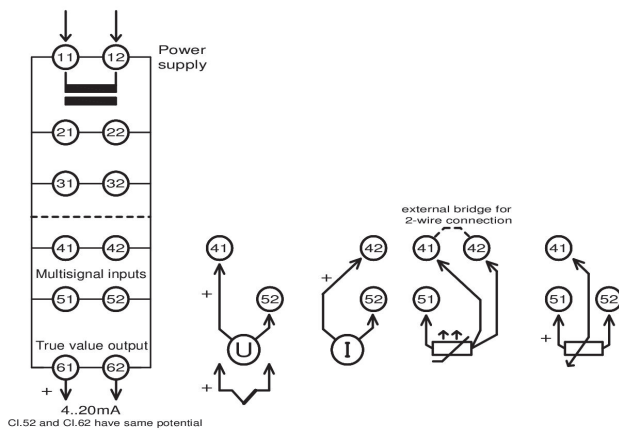 11 12 Power
supply
21 22
31 32
external bridge for
2-wire connection
41 42 41 42 41 42 41
Multisignal inputs
+ +
51 52 52 52 51 51 52
True value output
U I +
61 62 +
+
4..20mA
Cl.52 and Cl.62 have same potential